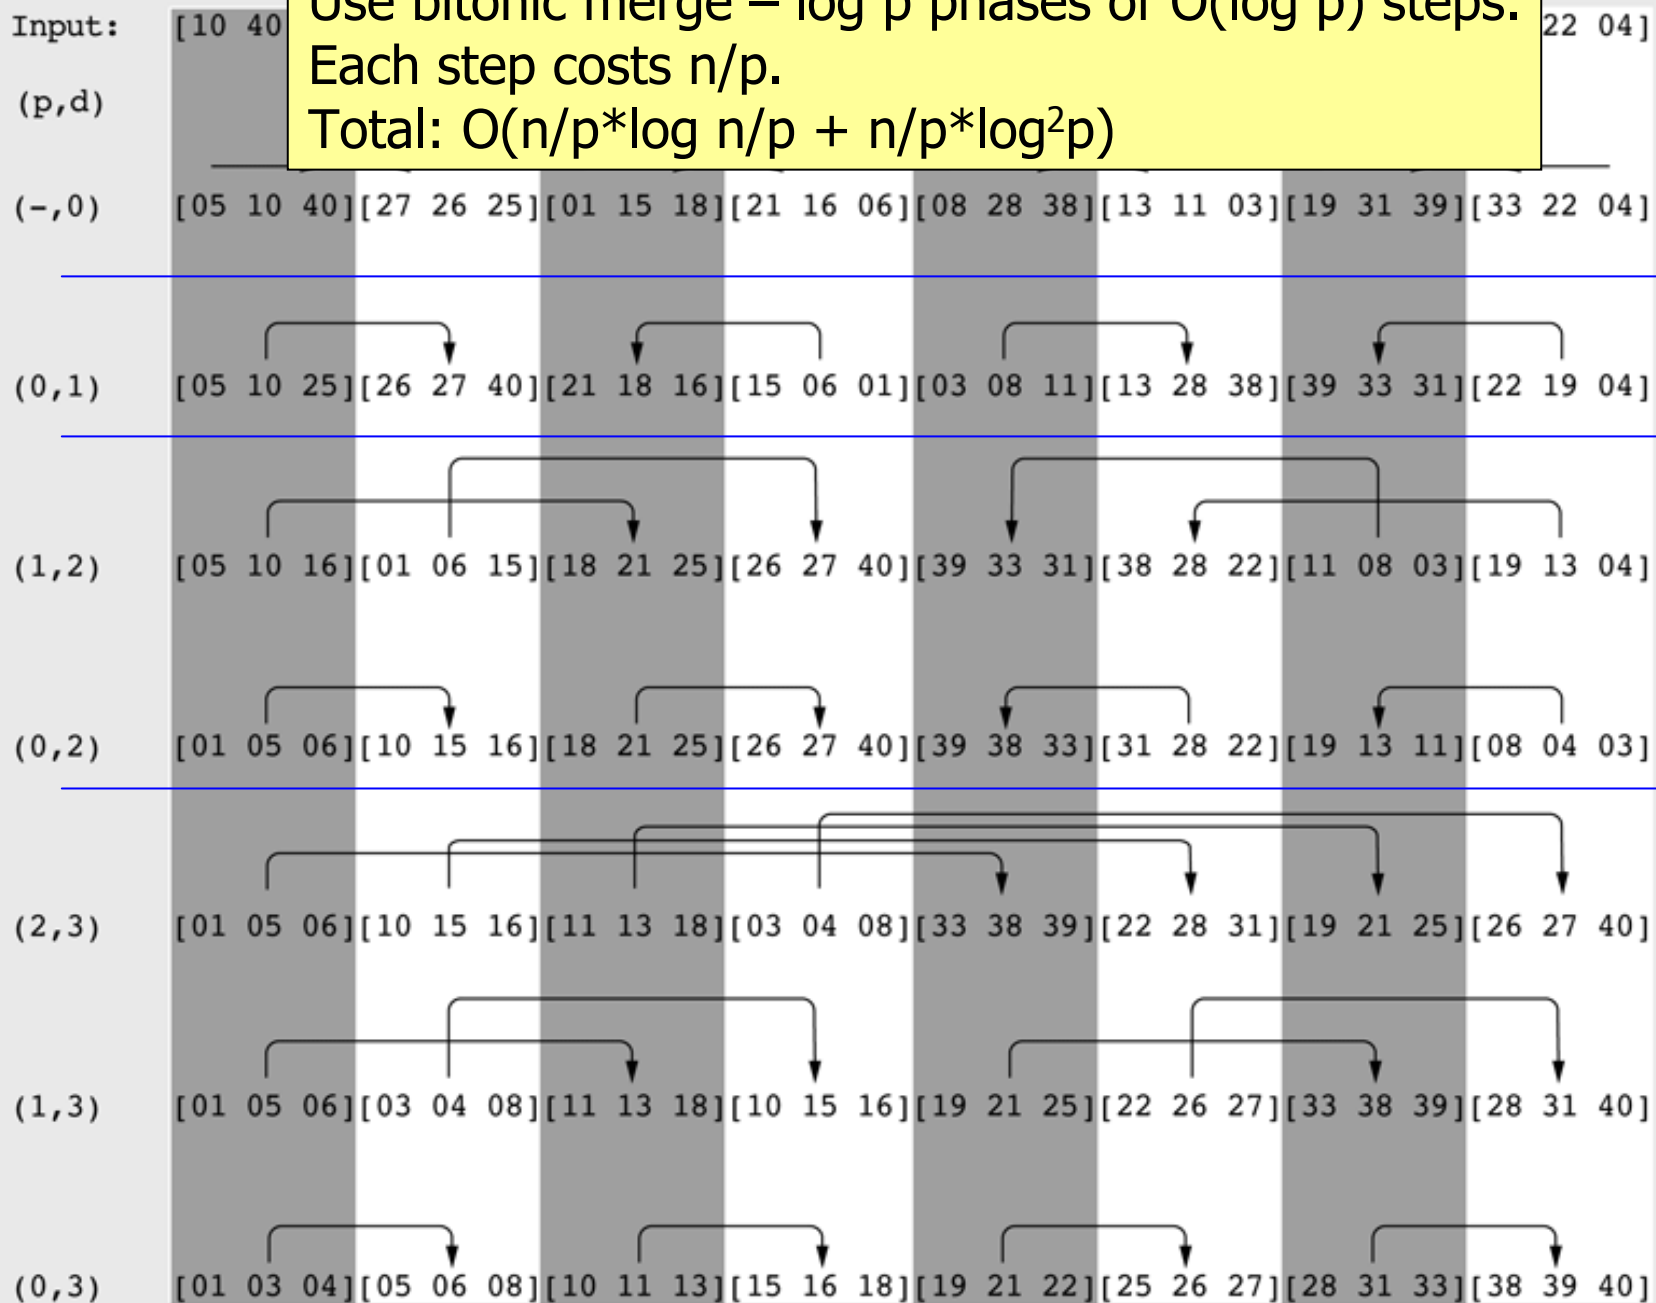 Input: [10 40 22 04]
Use bitonic merge – log p phases of O(log p) steps.
Each step costs n/p.
(p,d)
Total: O(n/p*log n/p + n/p*log²p)
(-,0) [05 10 40][27 26 25][01 15 18][21 16 06][08 28 38][13 11 03][19 31 39][33 22 04]
(0,1) [05 10 25][26 27 40][21 18 16][15 06 01][03 08 11][13 28 38][39 33 31][22 19 04]
(1,2) [05 10 16][01 06 15][18 21 25][26 27 40][39 33 31][38 28 22][11 08 03][19 13 04]
(0,2) [01 05 06][10 15 16][18 21 25][26 27 40][39 38 33][31 28 22][19 13 11][08 04 03]
(2,3) [01 05 06][10 15 16][11 13 18][03 04 08][33 38 39][22 28 31][19 21 25][26 27 40]
(1,3) [01 05 06][03 04 08][11 13 18][10 15 16][19 21 25][22 26 27][33 38 39][28 31 40]
(0,3) [01 03 04][05 06 08][10 11 13][15 16 18][19 21 22][25 26 27][28 31 33][38 39 40]